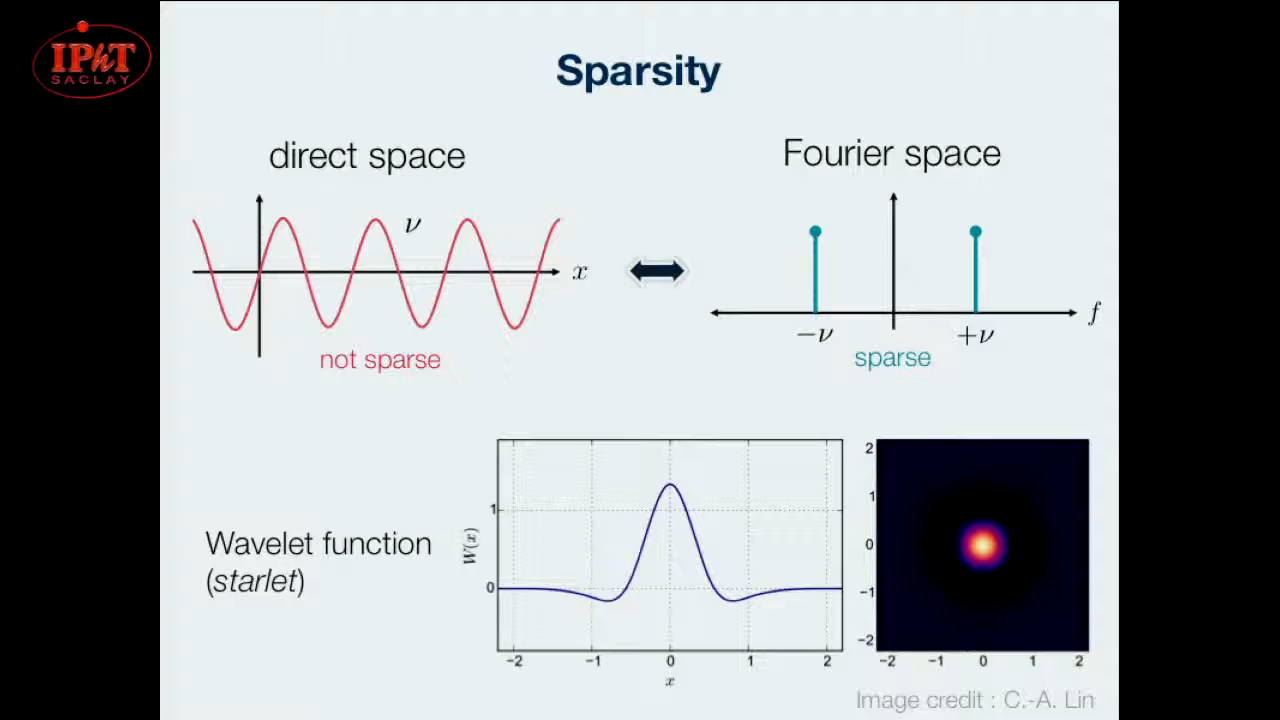 IPhT
SACLAY
Sparsity
direct space
Fourier space
ν
x
not sparse
f
−ν
+ν
sparse
Wavelet function
(starlet)
W(x)
1
0
−2
−1
0
1
2
x
2
1
0
−1
−2
−2
−1
0
1
2
Image credit : C.-A. Lin